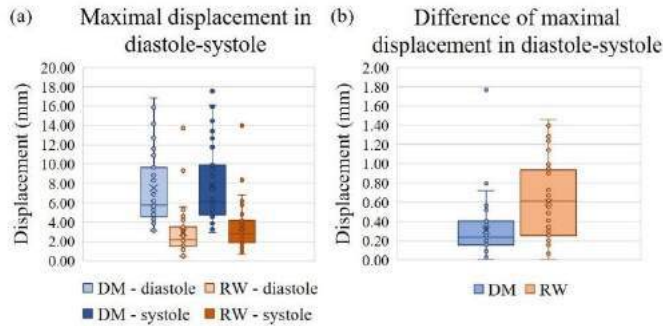 (a) Maximal displacement in
diastole-systole
Displacement (mm)
20.00
18.00
16.00
14.00
12.00
10.00
8.00
6.00
4.00
2.00
0.00
DM - diastole RW - diastole
DM - systole RW - systole
(b) Difference of maximal
displacement in diastole-systole
Displacement (mm)
2.00
1.80
1.60
1.40
1.20
1.00
0.80
0.60
0.40
0.20
0.00
DM RW